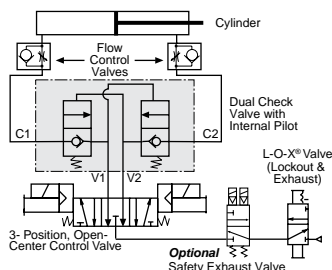 Cylinder
Flow
Control
Valves
Dual Check
Valve with
Internal Pilot
C1
C2
V1
V2
L-O-X® Valve
(Lockout &
Exhaust)
3- Position, Open-
Center Control Valve
Optional
Safety Exhaust Valve